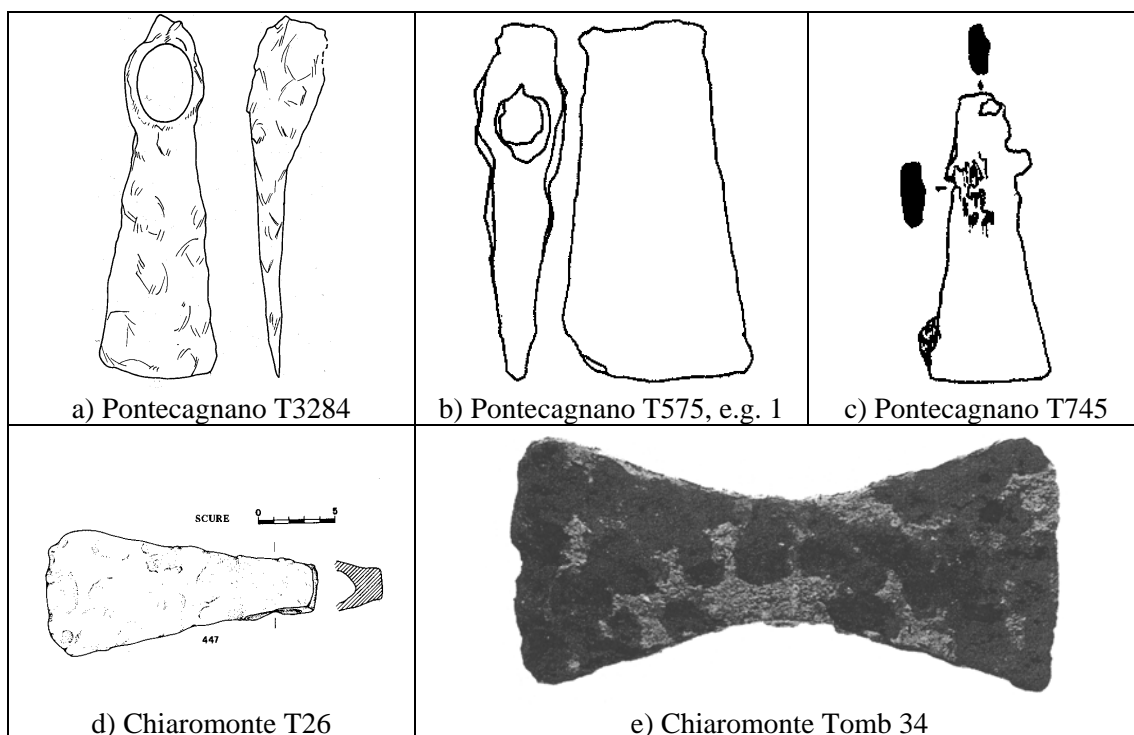 a) Pontecagnano T3284
b) Pontecagnano T575, e.g. 1
c) Pontecagnano T745
SCURE 0 5
447
d) Chiaromonte T26
e) Chiaromonte Tomb 34